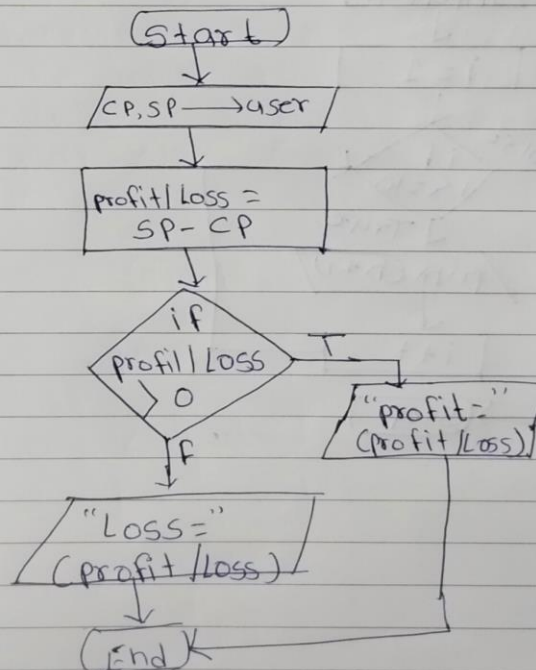 Start
CP, SP → user
profit/Loss =
SP - CP
if
profit/Loss
> 0
T
"profit="
(profit/Loss)
F
"Loss="
(profit/Loss)
End